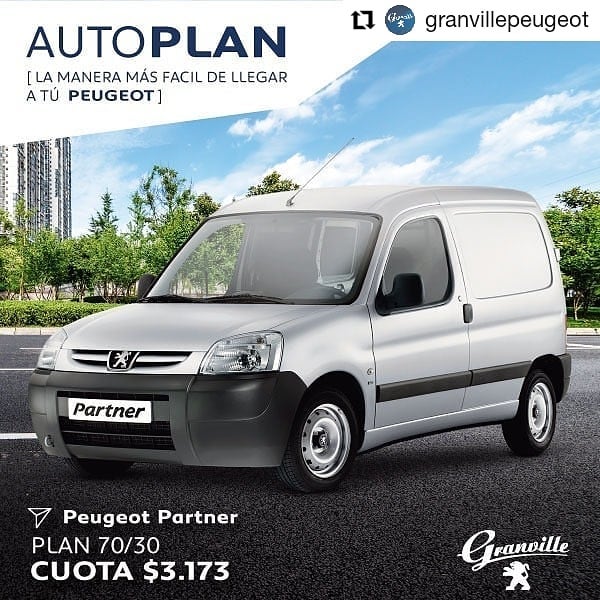 AUTOPLAN
granvillepeugeot
[ LA MANERA MÁS FACIL DE LLEGAR
A TÚ PEUGEOT ]
Partner
Peugeot Partner
PLAN 70/30
CUOTA $3.173
Granville